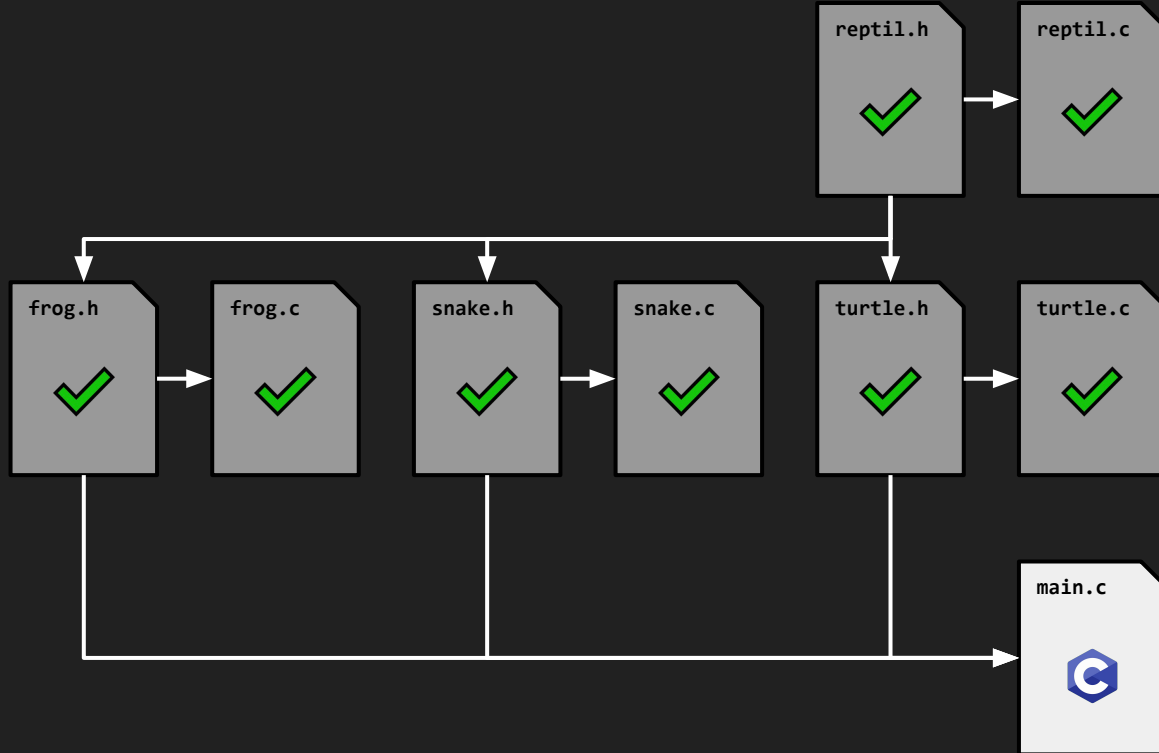 reptil.h
reptil.c
frog.h
frog.c
snake.h
snake.c
turtle.h
turtle.c
main.c
C